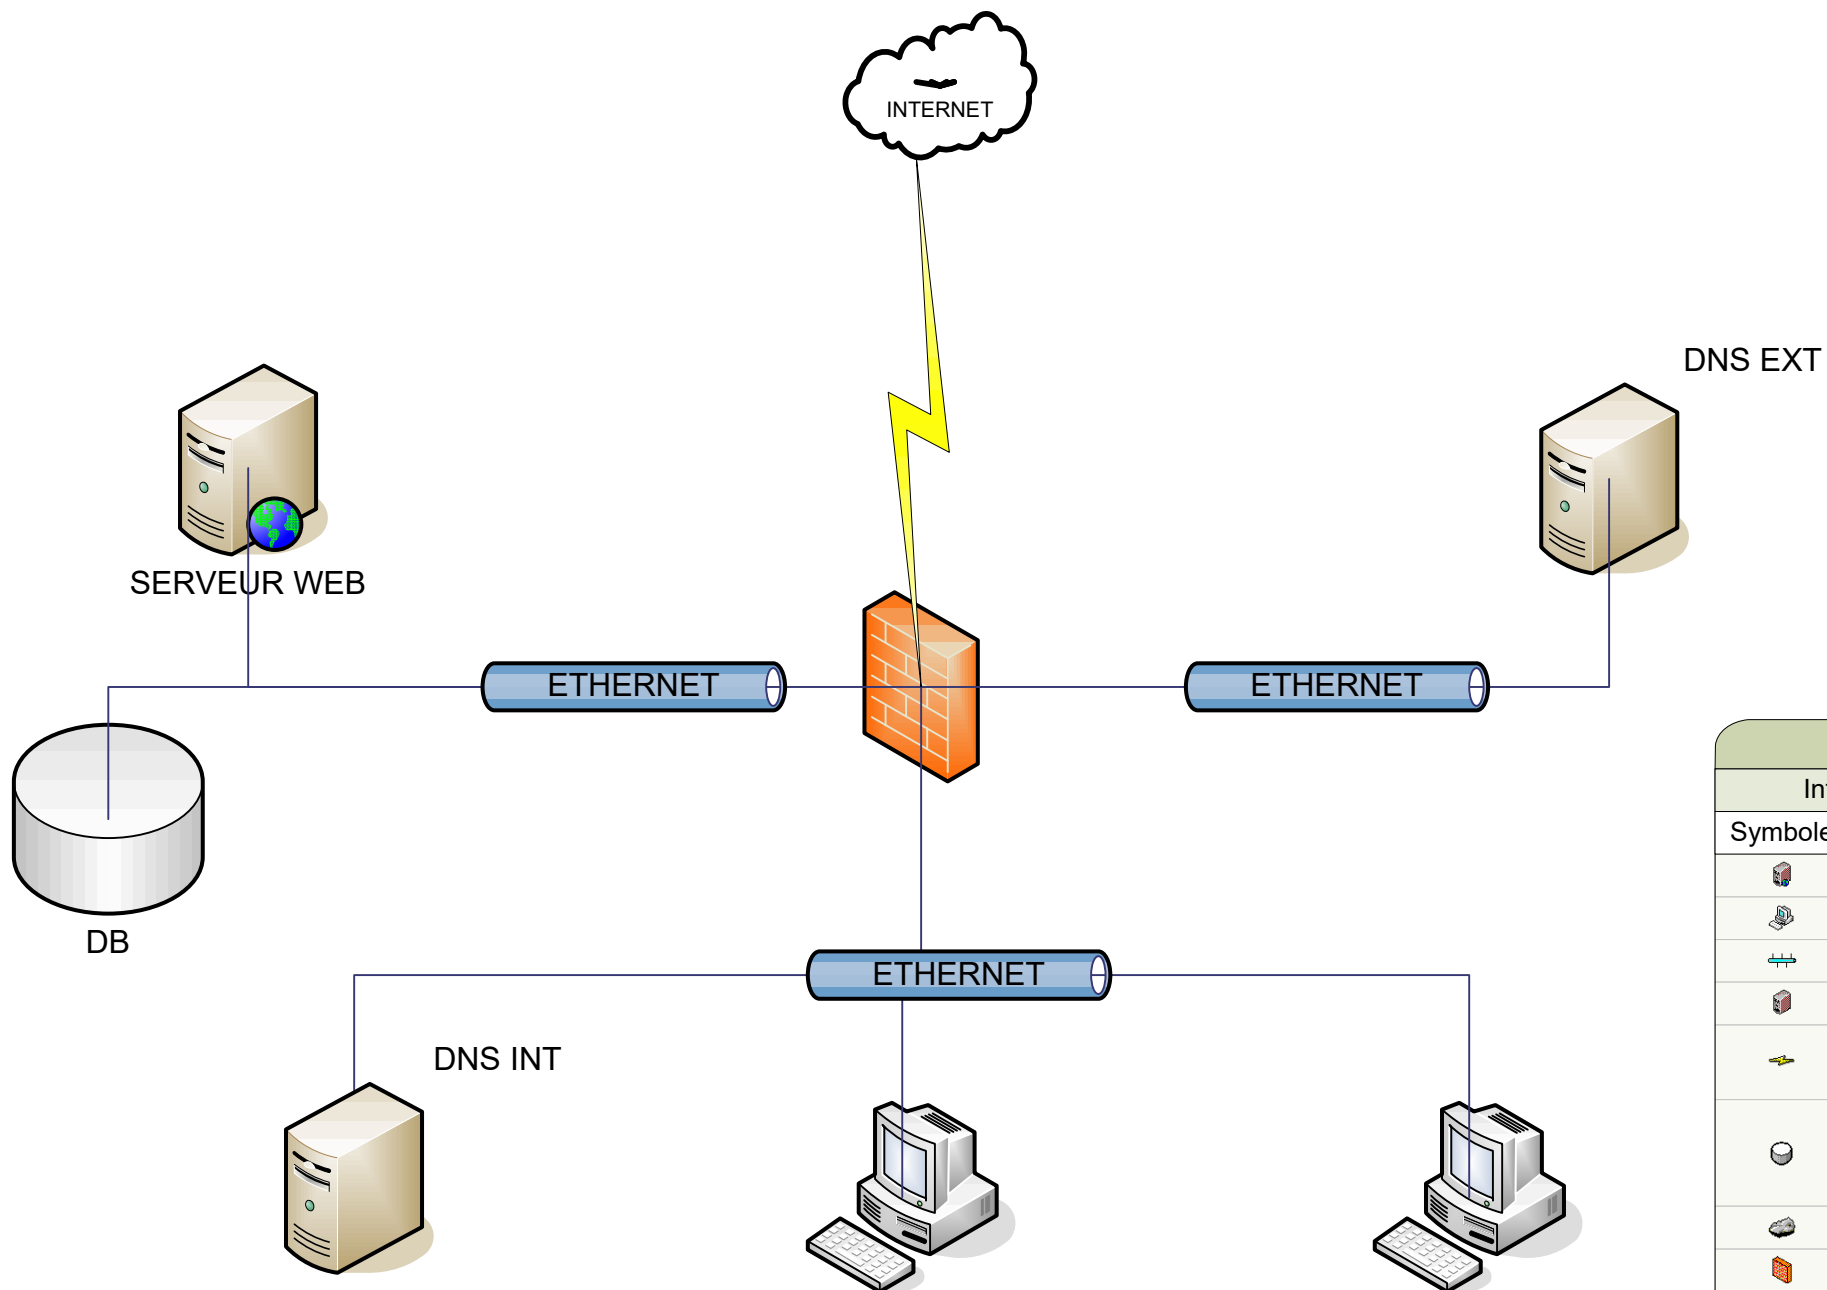 INTERNET
DNS EXT
SERVEUR WEB
ETHERNET
ETHERNET
DB
ETHERNET
DNS INT
Symbole